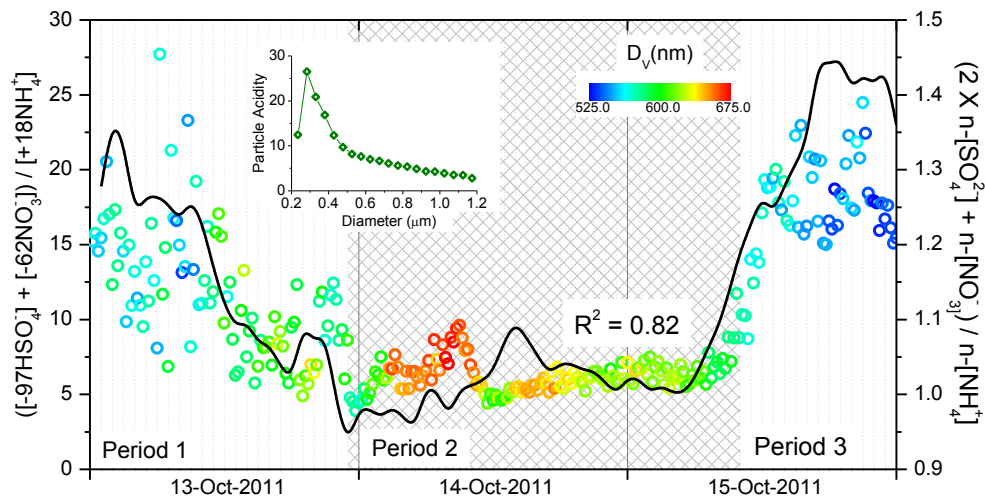 ([-97HSO₄⁻] + [-62NO₃⁻]) / [+18NH₄⁺]
30
25
20
15
10
5
0
Particle Acidity
30
20
10
0
0.2 0.4 0.6 0.8 1.0 1.2
Diameter (μm)
Dᵥ(nm)
525.0 600.0 675.0
R² = 0.82
Period 1
Period 2
Period 3
13-Oct-2011 14-Oct-2011 15-Oct-2011
1.5
1.4
1.3
1.2
1.1
1.0
0.9
(2 X n-[SO₄²⁻] + n-[NO₃⁻]) / n-[NH₄⁺]